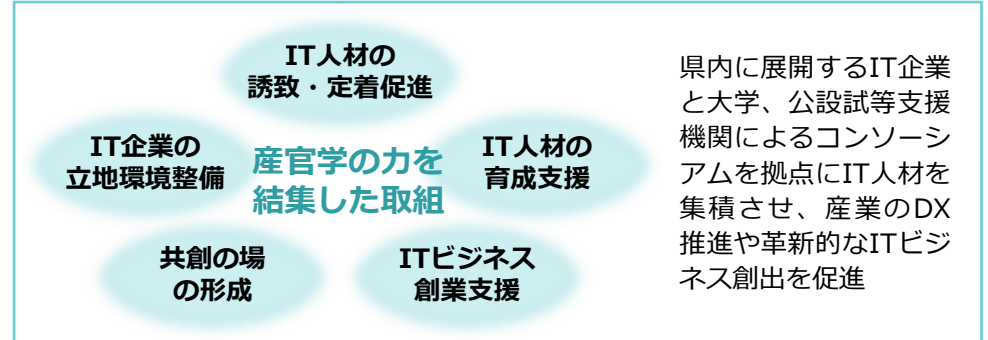 IT人材の
誘致・定着促進
IT企業の
立地環境整備
産官学の力を
結集した取組
IT人材の
育成支援
共創の場
の形成
ITビジネス
創業支援
県内に展開するIT企業
と大学、公設試等支援
機関によるコンソーシ
アムを拠点にIT人材を
集積させ、産業のDX
推進や革新的なITビジ
ネス創出を促進